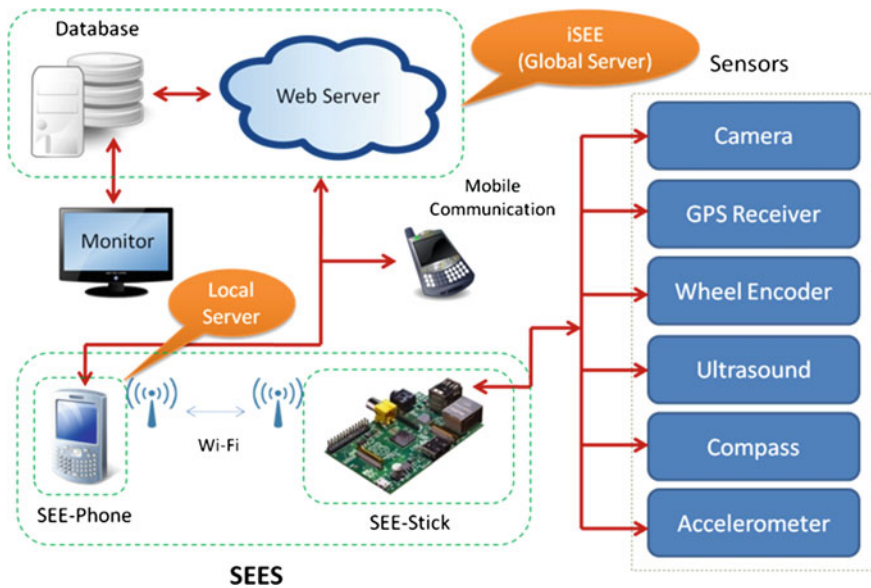 Database
Web Server
iSEE
(Global Server)
Sensors
Camera
Mobile
Communication
GPS Receiver
Monitor
Wheel Encoder
Local
Server
Ultrasound
Wi-Fi
Compass
SEE-Phone
SEE-Stick
Accelerometer
SEES